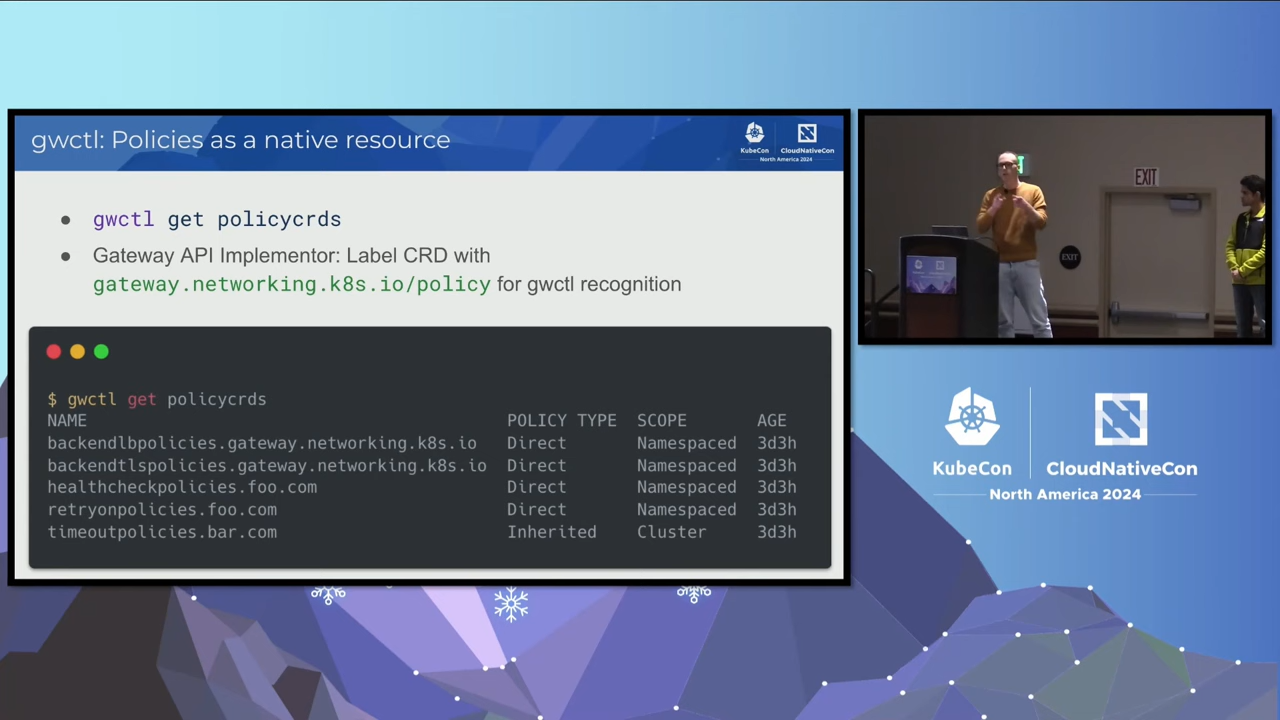 gwctl: Policies as a native resource
KubeCon
CloudNativeCon
North America 2024
● gwctl get policycrds
● Gateway API Implementor: Label CRD with
gateway.networking.k8s.io/policy for gwctl recognition
$ gwctl get policycrds
NAME POLICY TYPE SCOPE AGE
backendlbpolicies.gateway.networking.k8s.io Direct Namespaced 3d3h
backendtlspolicies.gateway.networking.k8s.io Direct Namespaced 3d3h
healthcheckpolicies.foo.com Direct Namespaced 3d3h
retryonpolicies.foo.com Direct Namespaced 3d3h
timeoutpolicies.bar.com Inherited Cluster 3d3h
EXIT
EXIT
KubeCon
CloudNativeCon
North America 2024